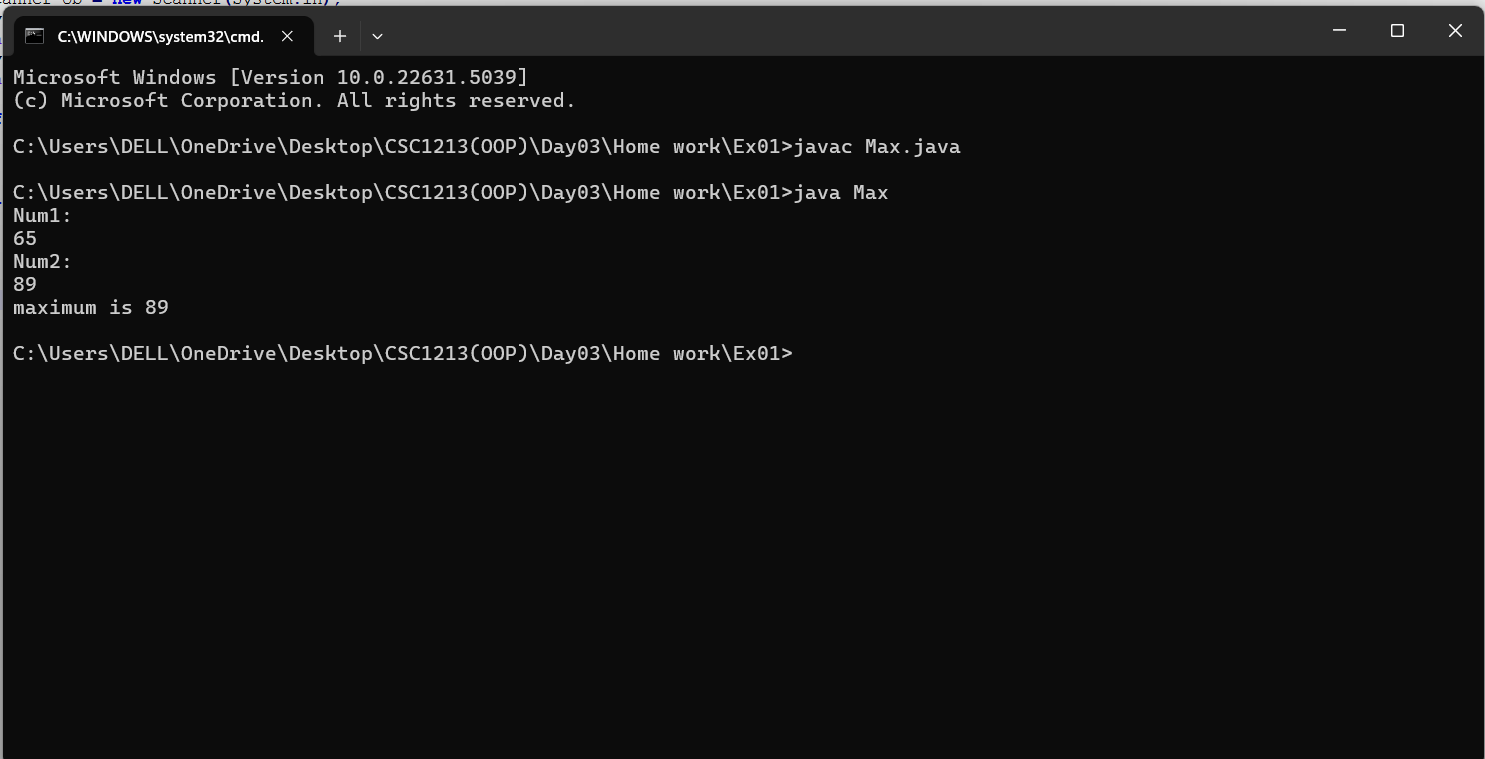 new Scanner(System.in);
C:\WINDOWS\system32\cmd.
Microsoft Windows [Version 10.0.22631.5039]
(c) Microsoft Corporation. All rights reserved.
C:\Users\DELL\OneDrive\Desktop\CSC1213(OOP)\Day03\Home work\Ex01>javac Max.java
C:\Users\DELL\OneDrive\Desktop\CSC1213(OOP)\Day03\Home work\Ex01>java Max
Num1:
65
Num2:
89
maximum is 89
C:\Users\DELL\OneDrive\Desktop\CSC1213(OOP)\Day03\Home work\Ex01>